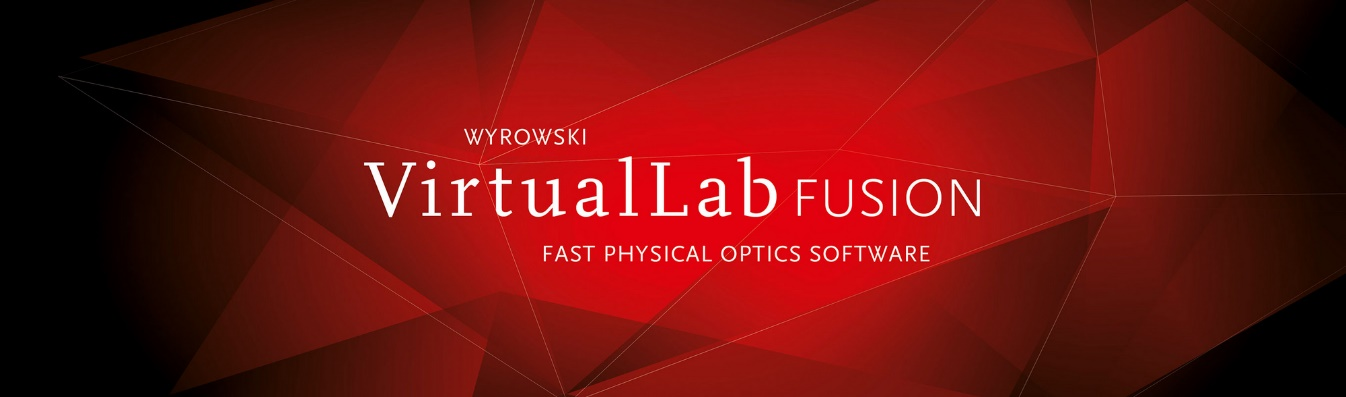 WYROWSKI
VirtualLab FUSION
FAST PHYSICAL OPTICS SOFTWARE